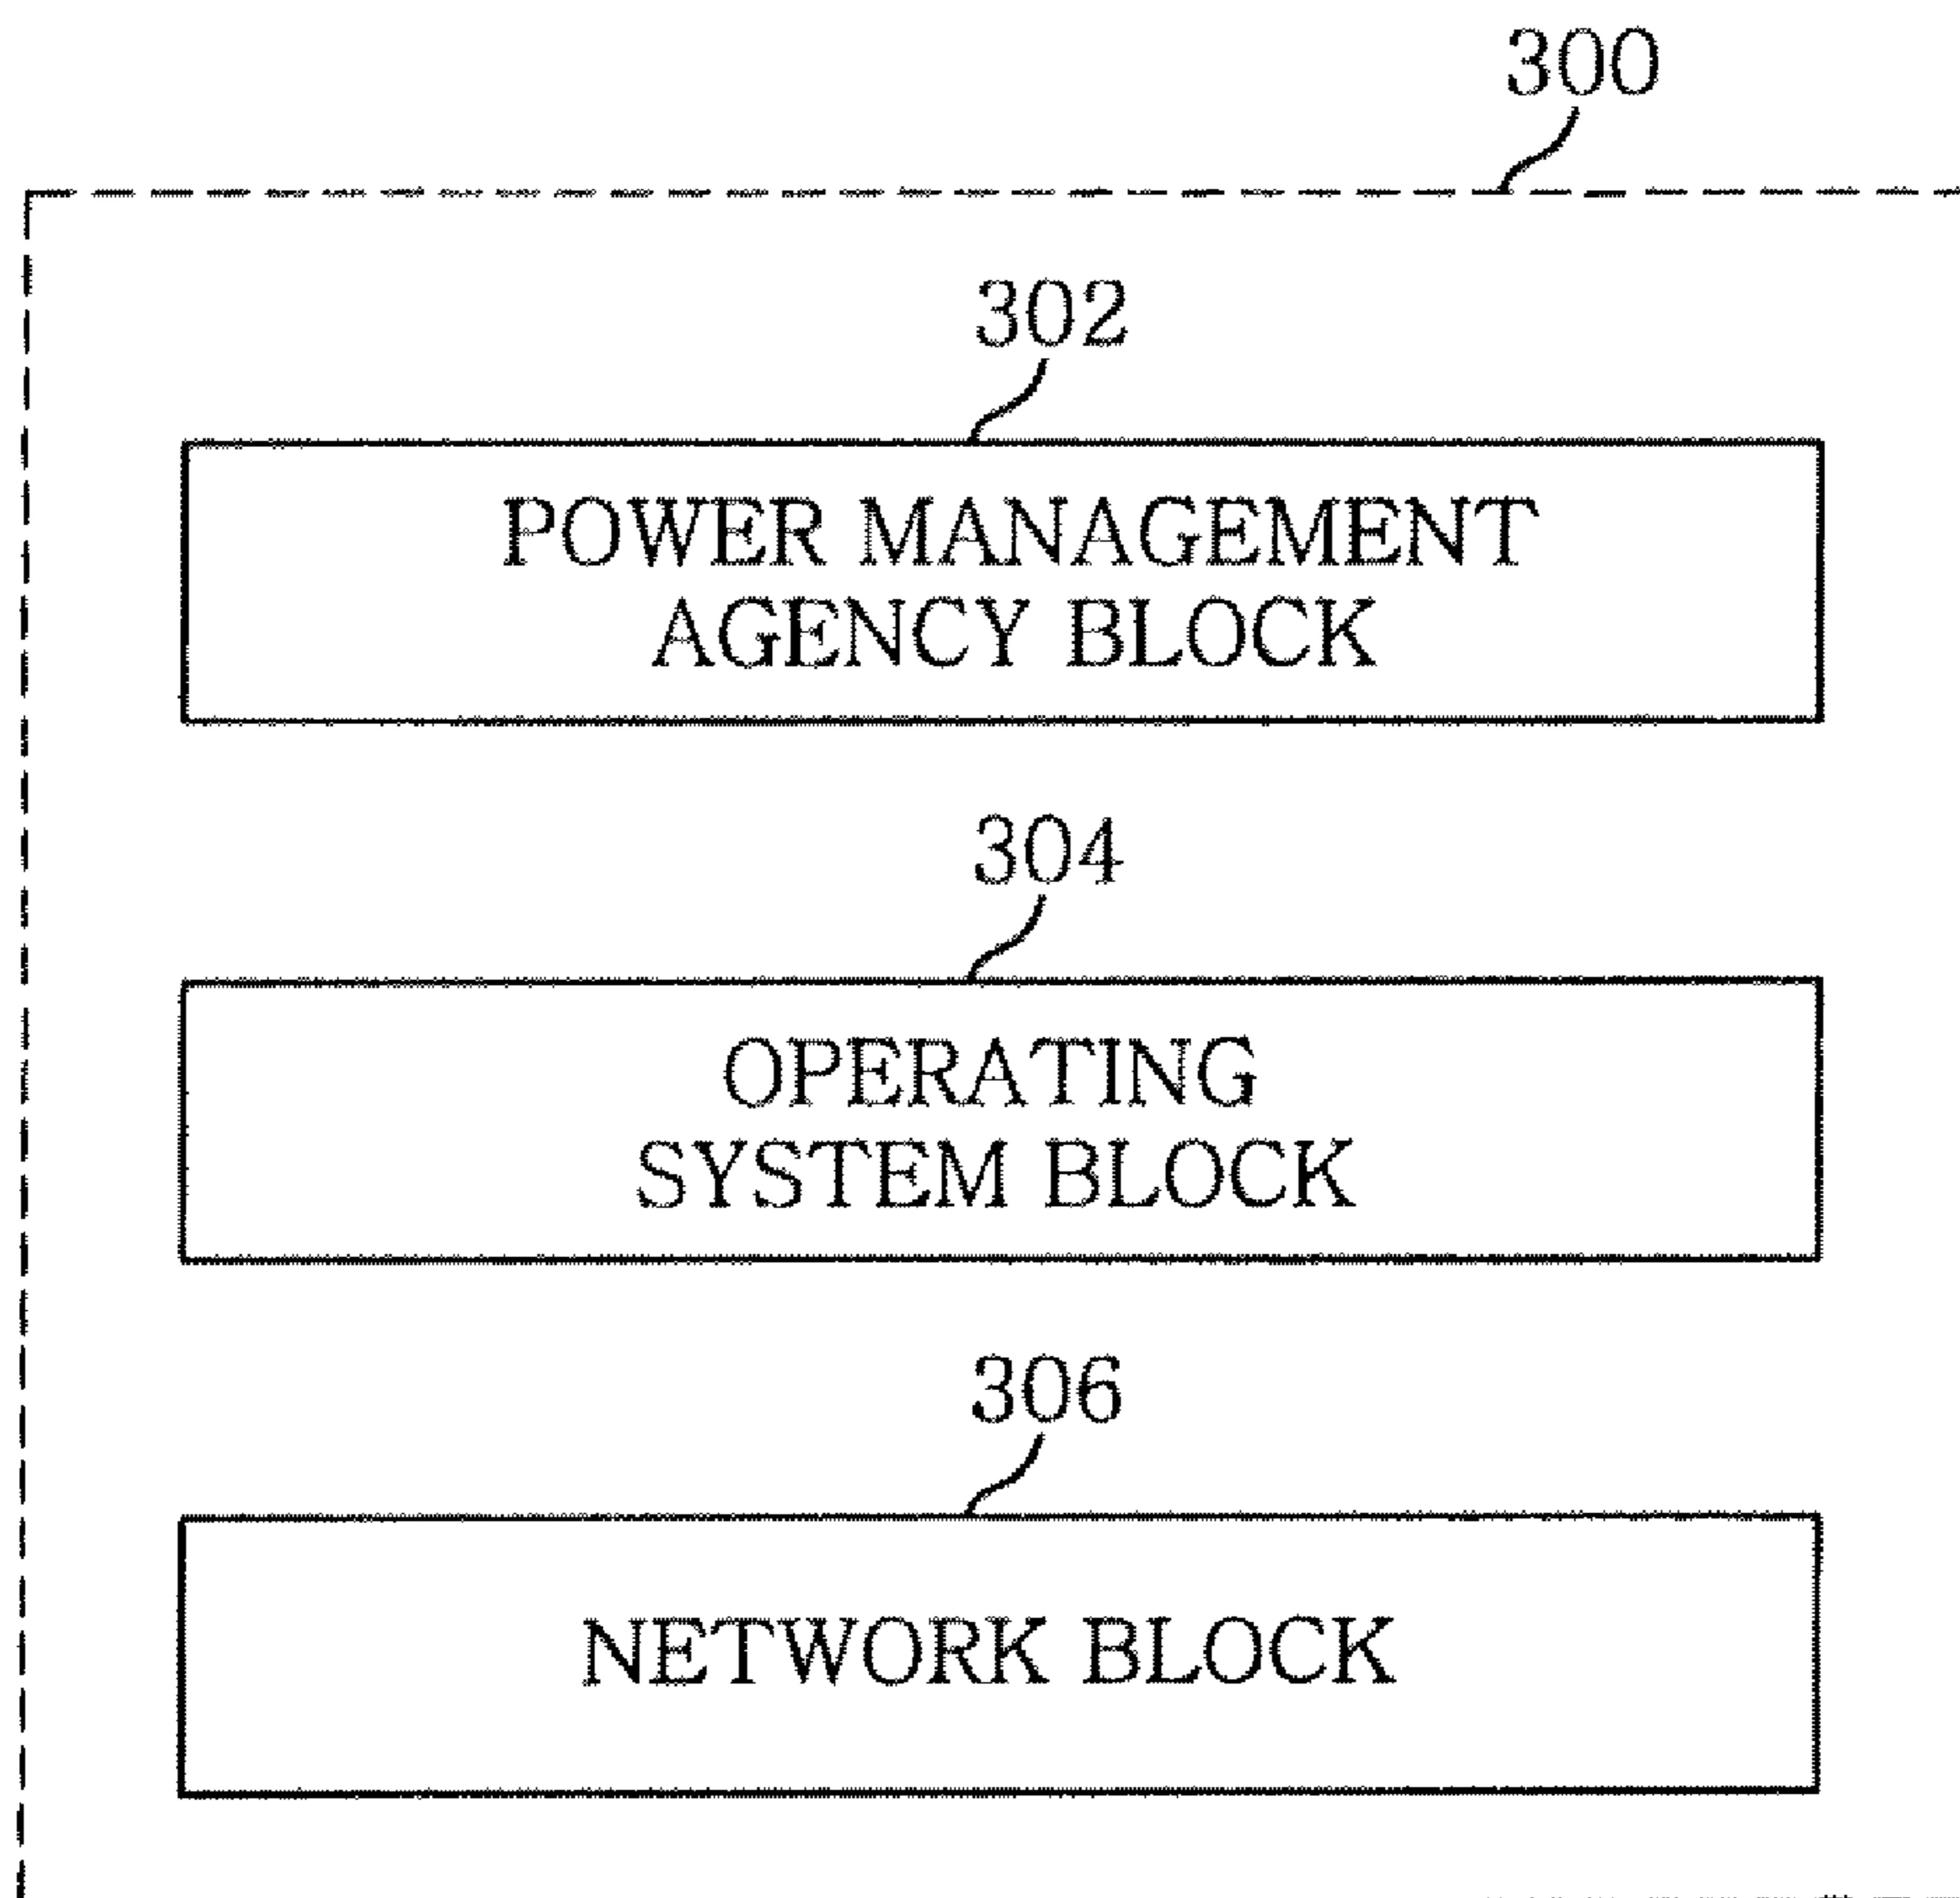 300
302
POWER MANAGEMENT
AGENCY BLOCK
304
OPERATING
SYSTEM BLOCK
306
NETWORK BLOCK